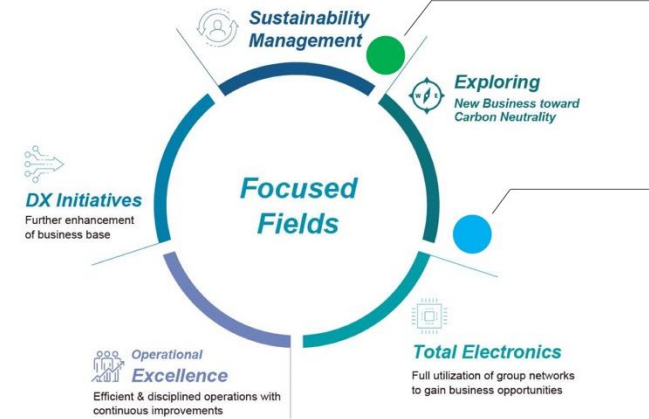 Sustainability
Management
Exploring
New Business toward
Carbon Neutrality
W E
Focused
Fields
DX Initiatives
Further enhancement
of business base
Total Electronics
Full utilization of group networks
to gain business opportunities
Operational
Excellence
Efficient & disciplined operations with
continuous improvements